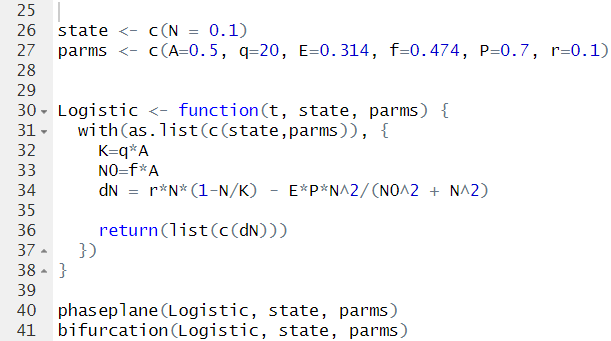 25
26 state <- c(N = 0.1)
27 parms <- c(A=0.5, q=20, E=0.314, f=0.474, P=0.7, r=0.1)
28
29
30 Logistic <- function(t, state, parms) {
31   with(as.list(c(state,parms)), {
32     K=q*A
33     N0=f*A
34     dN = r*N*(1-N/K) - E*P*N^2/(N0^2 + N^2)
35
36     return(list(c(dN)))
37   })
38 }
39
40 phaseplane(Logistic, state, parms)
41 bifurcation(Logistic, state, parms)